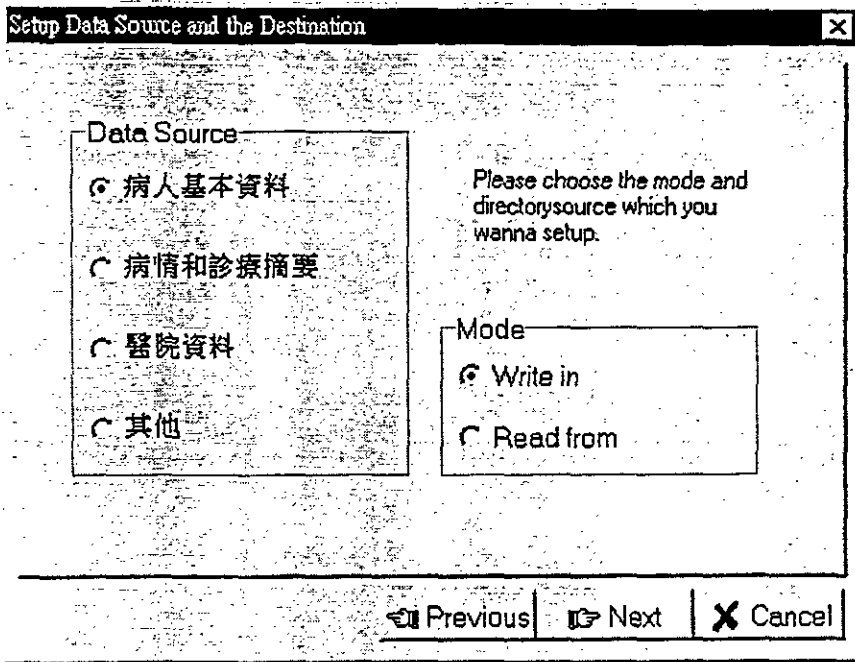 Setup Data Source and the Destination
Data Source
病人基本資料
病情和診療摘要
醫院資料
其他
Please choose the mode and
directorysource which you
wanna setup.
Mode
Write in
Read from
Previous
Next
Cancel